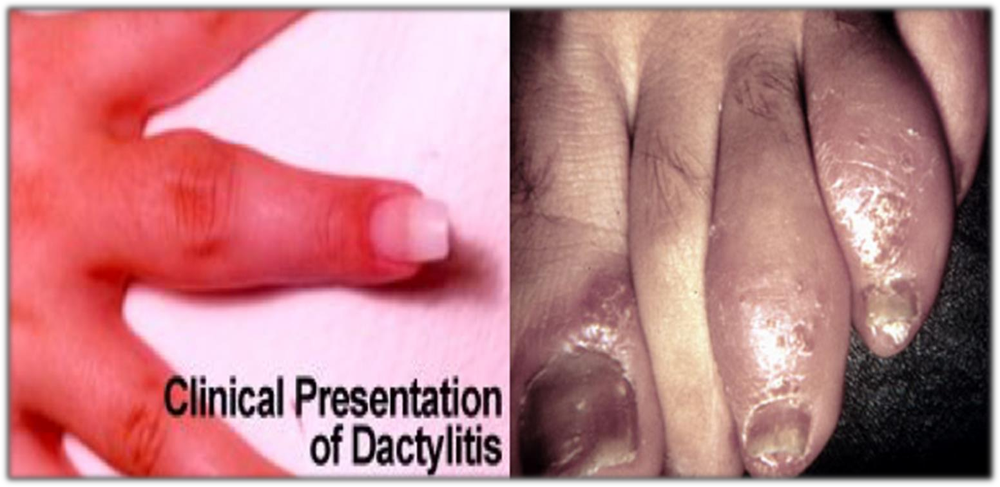 Clinical Presentation
of Dactylitis